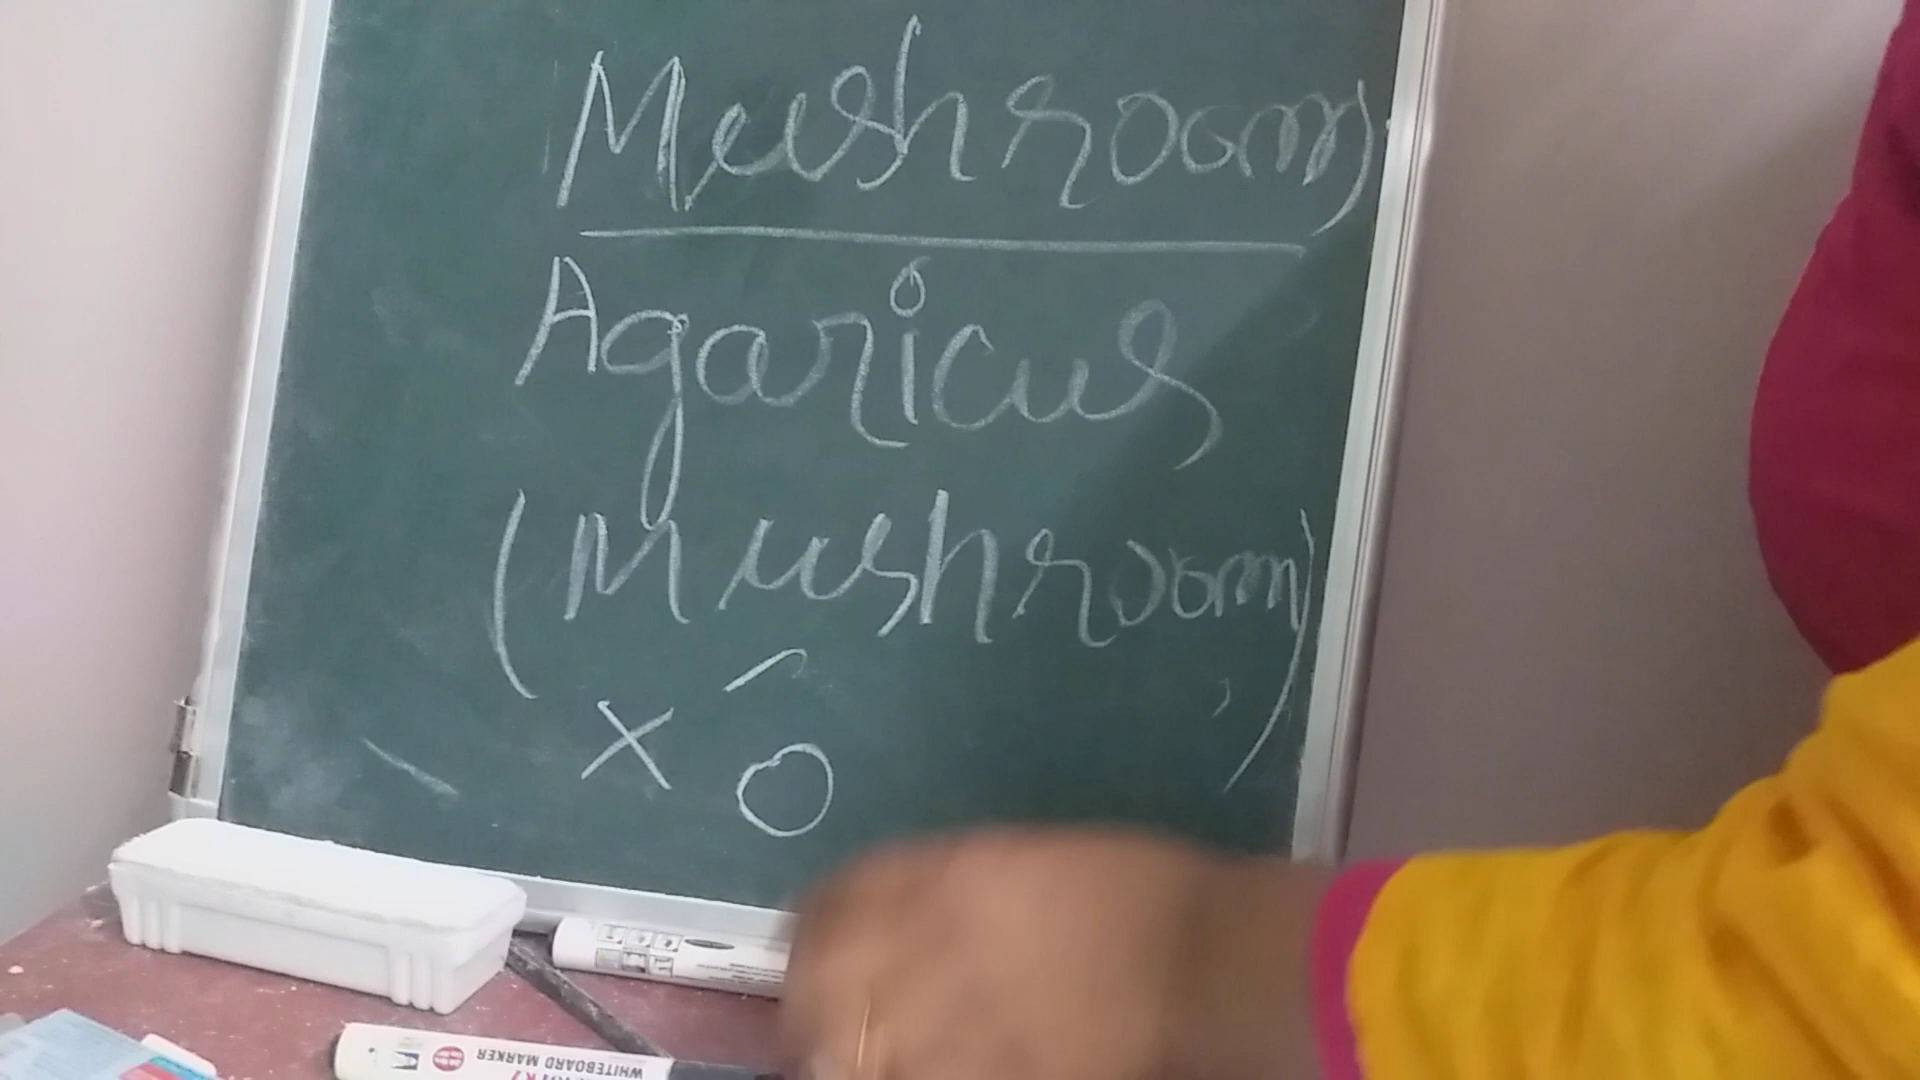 Mushroom)
Agaricus
(Mushroom)
X O
WHITEBOARD MARKER